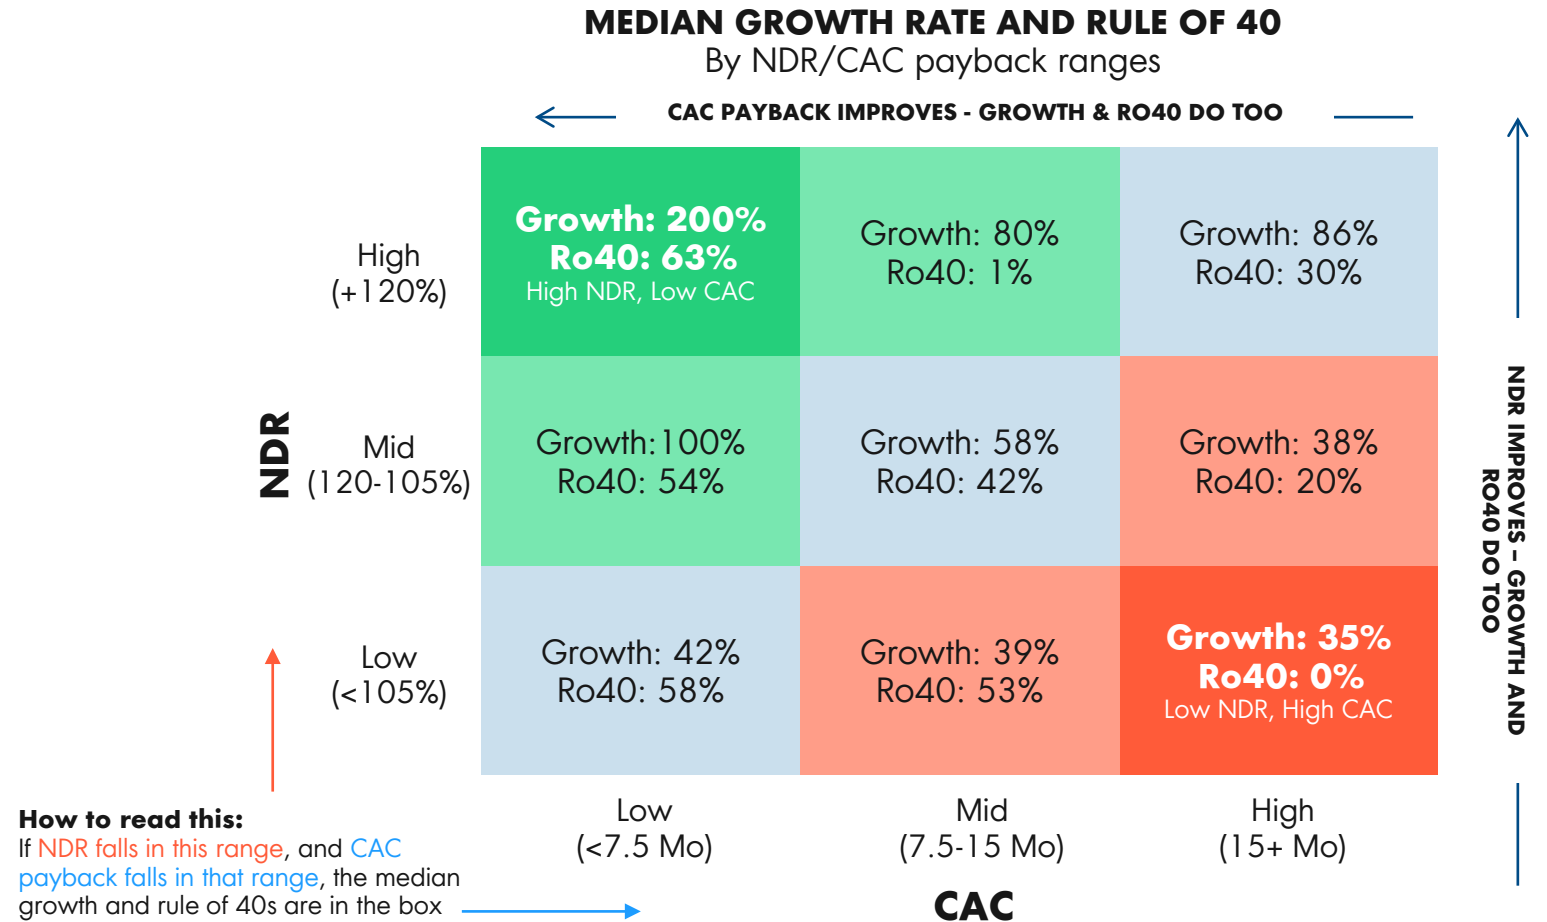 MEDIAN GROWTH RATE AND RULE OF 40
By NDR/CAC payback ranges
CAC PAYBACK IMPROVES - GROWTH & RO40 DO TOO
Growth: 200%
Ro40: 63%
High NDR, Low CAC
Growth: 80%
Ro40: 1%
Growth: 86%
Ro40: 30%
High
(+120%)
NDR
Mid
(120-105%)
Growth:100%
Ro40: 54%
Growth: 58%
Ro40: 42%
Growth: 38%
Ro40: 20%
NDR IMPROVES – GROWTH AND
RO40 DO TOO
Low
(<105%)
Growth: 42%
Ro40: 58%
Growth: 39%
Ro40: 53%
Growth: 35%
Ro40: 0%
Low NDR, High CAC
Low
(<7.5 Mo)
Mid
(7.5-15 Mo)
High
(15+ Mo)
CAC
How to read this:
If NDR falls in this range, and CAC
payback falls in that range, the median
growth and rule of 40s are in the box